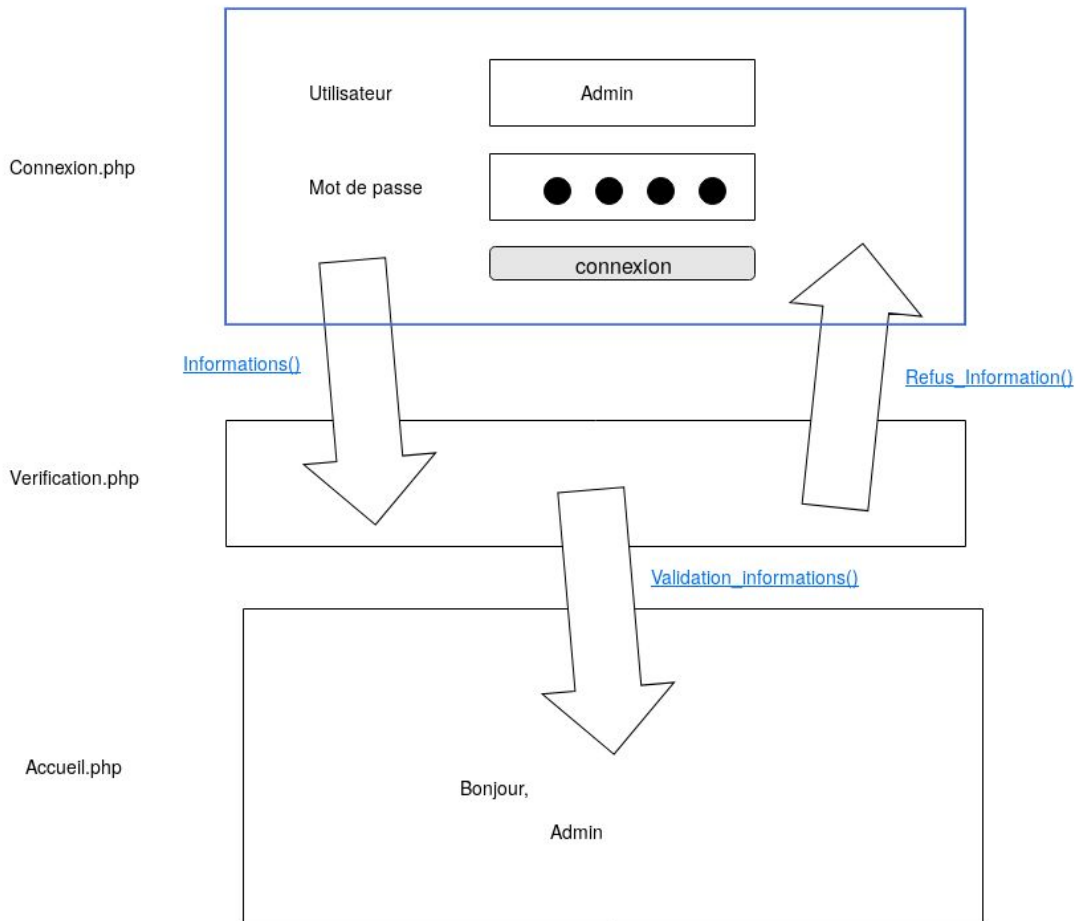 Utilisateur
Admin
Connexion.php
Mot de passe
connexion
Informations()
Refus_Information()
Verification.php
Validation_informations()
Accueil.php
Bonjour,
Admin